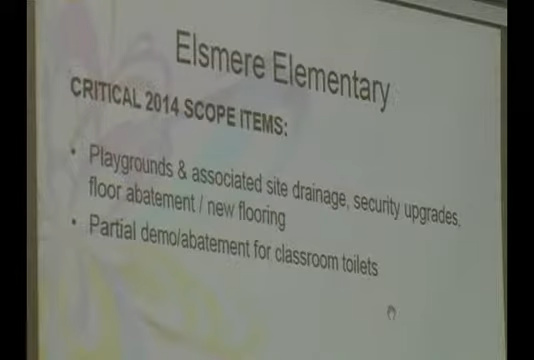 Elsmere Elementary
CRITICAL 2014 SCOPE ITEMS:
• Playgrounds & associated site drainage, security upgrades,
floor abatement / new flooring
• Partial demo/abatement for classroom toilets